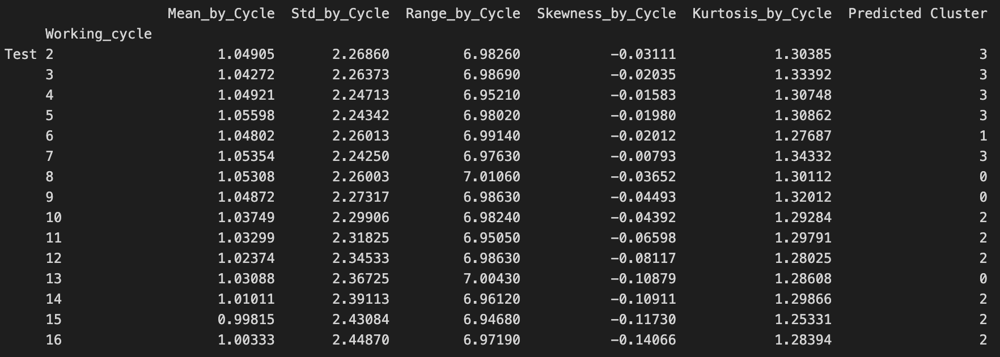 Mean_by_Cycle Std_by_Cycle Range_by_Cycle Skewness_by_Cycle Kurtosis_by_Cycle Predicted Cluster
Working_cycle
Test 2 1.04905 2.26860 6.98260 -0.03111 1.30385 3
3 1.04272 2.26373 6.98690 -0.02035 1.33392 3
4 1.04921 2.24713 6.95210 -0.01583 1.30748 3
5 1.05598 2.24342 6.98020 -0.01980 1.30862 3
6 1.04802 2.26013 6.99140 -0.02012 1.27687 1
7 1.05354 2.24250 6.97630 -0.00793 1.34332 3
8 1.05308 2.26003 7.01060 -0.03652 1.30112 0
9 1.04872 2.27317 6.98630 -0.04493 1.32012 0
10 1.03749 2.29906 6.98240 -0.04392 1.29284 2
11 1.03299 2.31825 6.95050 -0.06598 1.29791 2
12 1.02374 2.34533 6.98630 -0.08117 1.28025 2
13 1.03088 2.36725 7.00430 -0.10879 1.28608 0
14 1.01011 2.39113 6.96120 -0.10911 1.29866 2
15 0.99815 2.43084 6.94680 -0.11730 1.25331 2
16 1.00333 2.44870 6.97190 -0.14066 1.28394 2